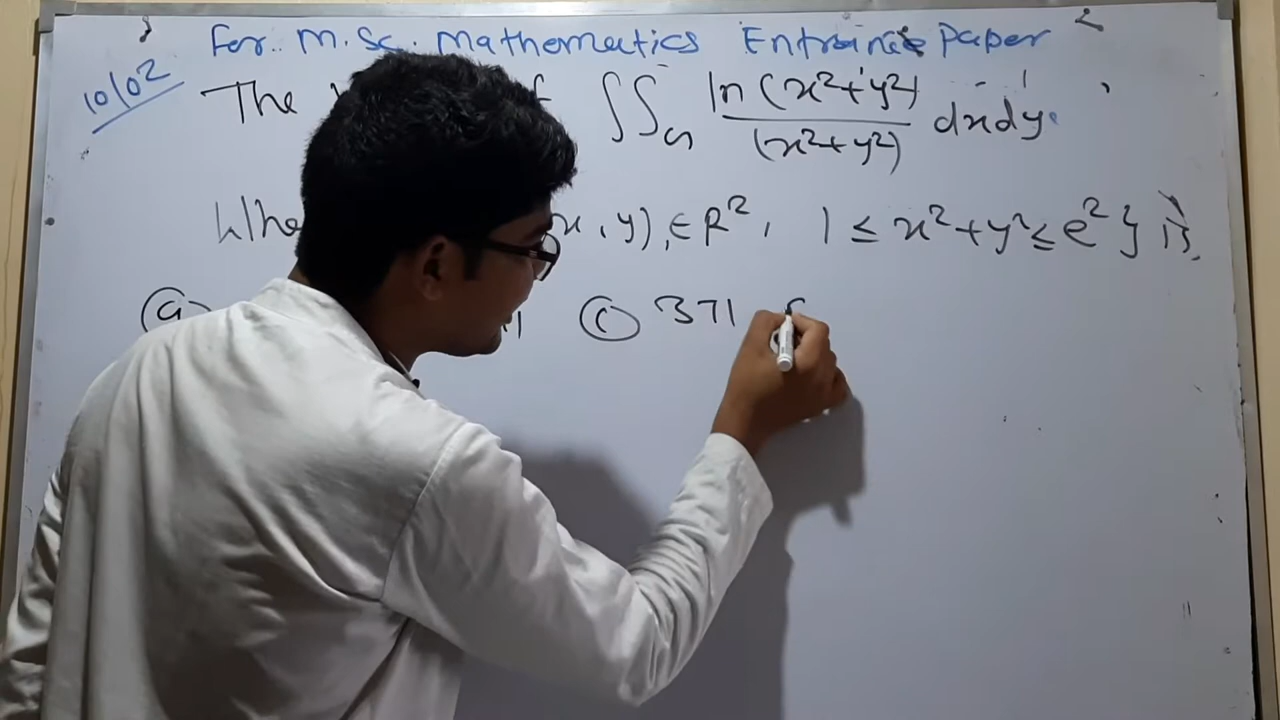 For.. M.Sc. Mathematics Entrance Paper
10/02
The ∫∫_G ln(x²+y²)/(x²+y²) dxdy.
x, y) ∈ R², 1 ≤ x²+y² ≤ e² } is
(a) (c) 3π